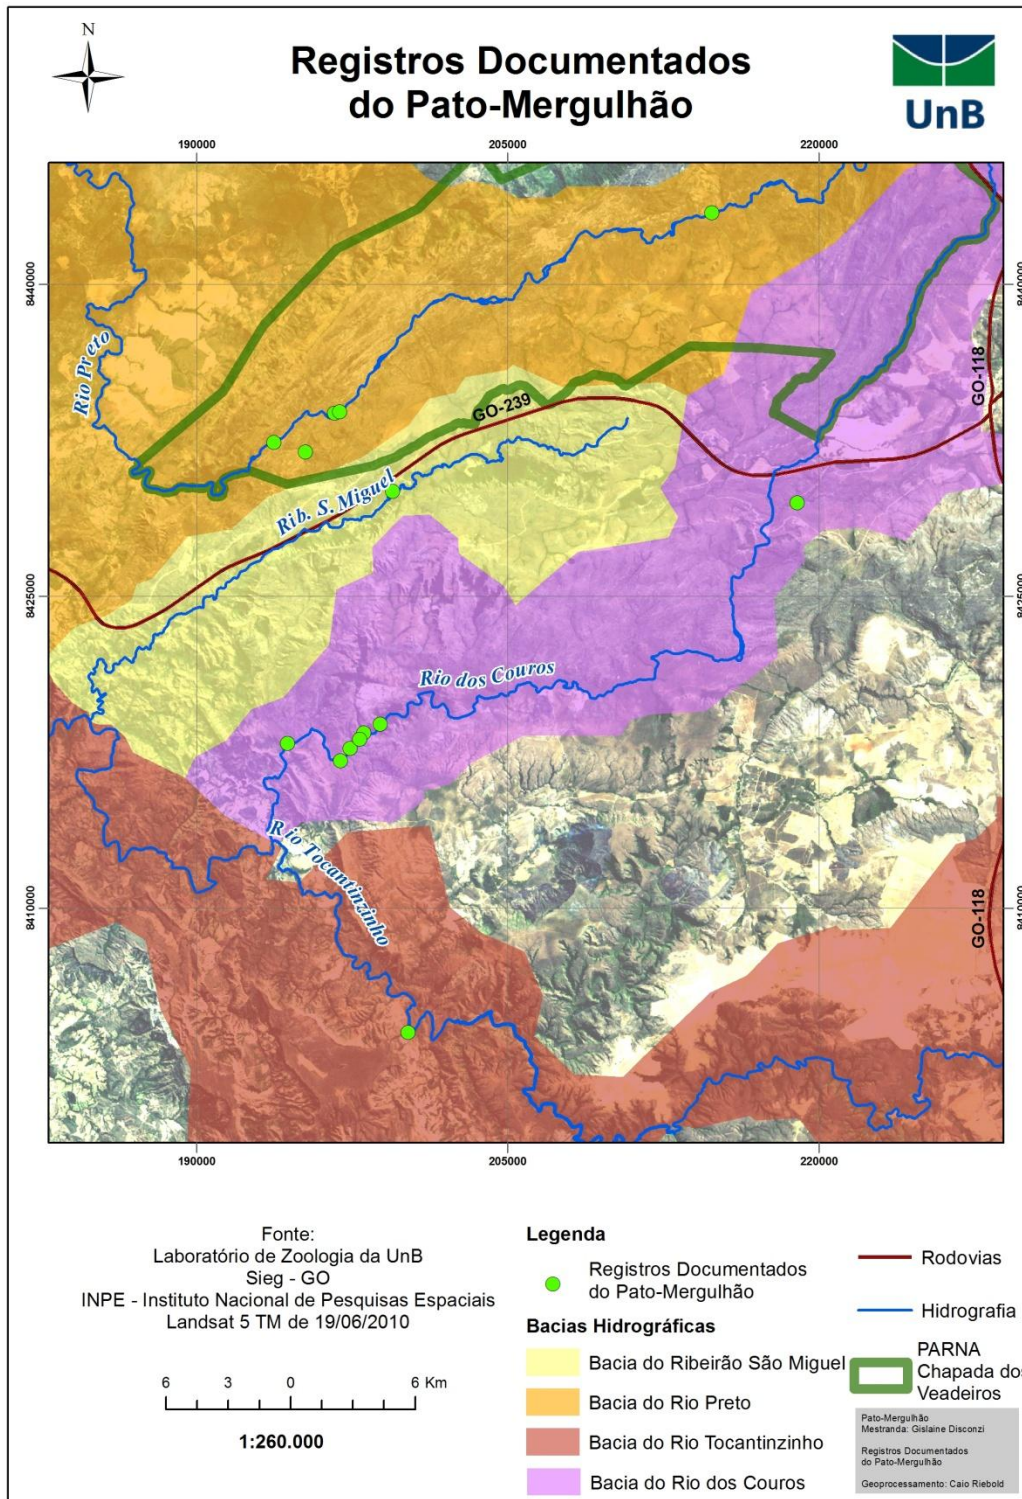 N
Registros Documentados
do Pato-Mergulhão
UnB
190000
205000
220000
8440000
8440000
Rio Preto
GO-118
GO-239
Rib. S. Miguel
8425000
8425000
Rio dos Couros
Rio Tocantinzinho
8410000
8410000
GO-118
190000
205000
220000
Fonte:
Laboratório de Zoologia da UnB
Sieg - GO
INPE - Instituto Nacional de Pesquisas Espaciais
Landsat 5 TM de 19/06/2010
6 3 0 6 Km
1:260.000
Legenda
Registros Documentados
do Pato-Mergulhão
Bacias Hidrográficas
Bacia do Ribeirão São Miguel
Bacia do Rio Preto
Bacia do Rio Tocantinzinho
Bacia do Rio dos Couros
Rodovias
Hidrografia
PARNA
Chapada dos
Veadeiros
Pato-Mergulhão
Mestranda: Gislaine Disconzi
Registros Documentados
do Pato-Mergulhão
Geoprocessamento: Caio Riebold